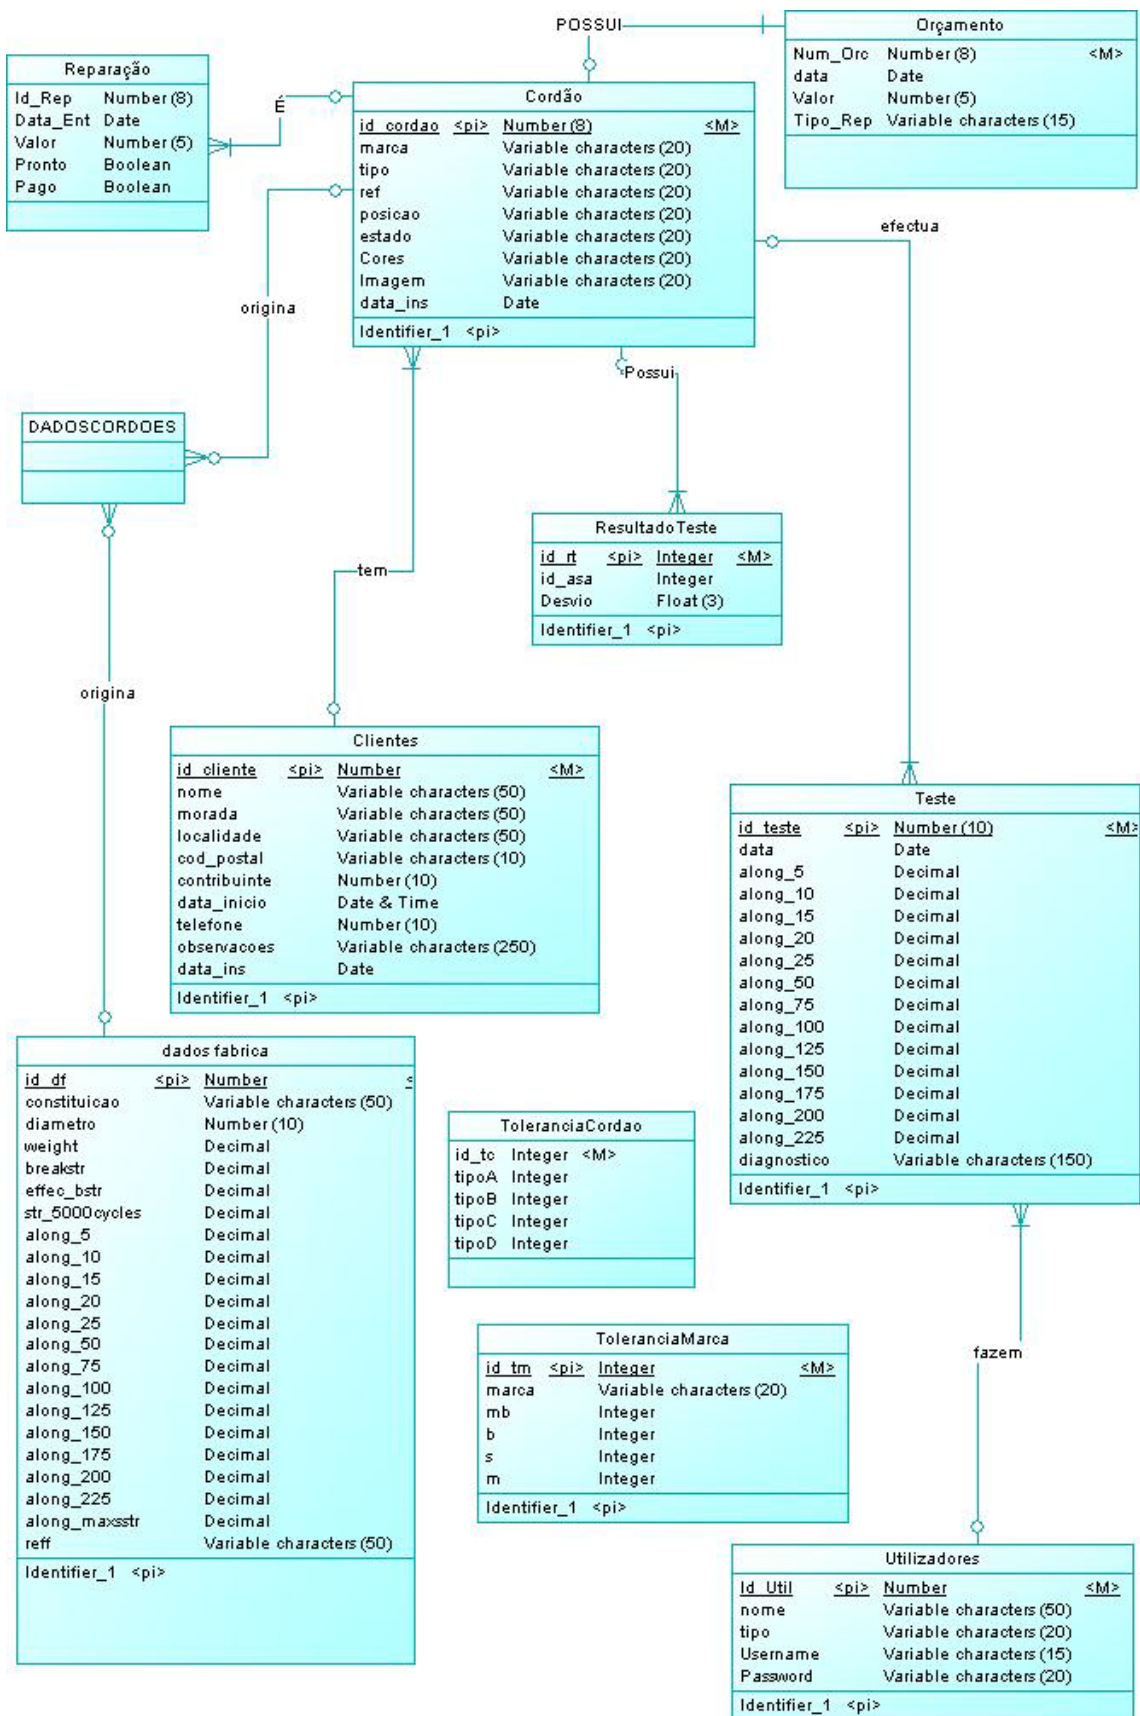 POSSUI
Orçamento
Num_Orc Number (8) <M>
data Date
Valor Number (5)
Tipo_Rep Variable characters (15)
Reparação
Id_Rep Number (8)
Data_Ent Date
Valor Number (5)
Pronto Boolean
Pago Boolean
É
Cordão
id_cordao <pi> Number (8) <M>
marca Variable characters (20)
tipo Variable characters (20)
ref Variable characters (20)
posicao Variable characters (20)
estado Variable characters (20)
Cores Variable characters (20)
Imagem Variable characters (20)
data_ins Date
Identifier_1 <pi>
efectua
origina
Possui
DADOSCORDOES
ResultadoTeste
id_rt <pi> Integer <M>
id_asa Integer
Desvio Float (3)
Identifier_1 <pi>
tem
origina
Clientes
id_cliente <pi> Number <M>
nome Variable characters (50)
morada Variable characters (50)
localidade Variable characters (50)
cod_postal Variable characters (10)
contribuinte Number (10)
data_inicio Date & Time
telefone Number (10)
observacoes Variable characters (250)
data_ins Date
Identifier_1 <pi>
Teste
id_teste <pi> Number (10) <M>
data Date
along_5 Decimal
along_10 Decimal
along_15 Decimal
along_20 Decimal
along_25 Decimal
along_50 Decimal
along_75 Decimal
along_100 Decimal
along_125 Decimal
along_150 Decimal
along_175 Decimal
along_200 Decimal
along_225 Decimal
diagnostico Variable characters (150)
Identifier_1 <pi>
dados fabrica
id_df <pi> Number <
constituicao Variable characters (50)
diametro Number (10)
weight Decimal
breakstr Decimal
effec_bstr Decimal
str_5000cycles Decimal
along_5 Decimal
along_10 Decimal
along_15 Decimal
along_20 Decimal
along_25 Decimal
along_50 Decimal
along_75 Decimal
along_100 Decimal
along_125 Decimal
along_150 Decimal
along_175 Decimal
along_200 Decimal
along_225 Decimal
along_maxsstr Decimal
reff Variable characters (50)
Identifier_1 <pi>
ToleranciaCordao
id_tc Integer <M>
tipoA Integer
tipoB Integer
tipoC Integer
tipoD Integer
ToleranciaMarca
id_tm <pi> Integer <M>
marca Variable characters (20)
mb Integer
b Integer
s Integer
m Integer
Identifier_1 <pi>
fazem
Utilizadores
Id_Util <pi> Number <M>
nome Variable characters (50)
tipo Variable characters (20)
Username Variable characters (15)
Password Variable characters (20)
Identifier_1 <pi>